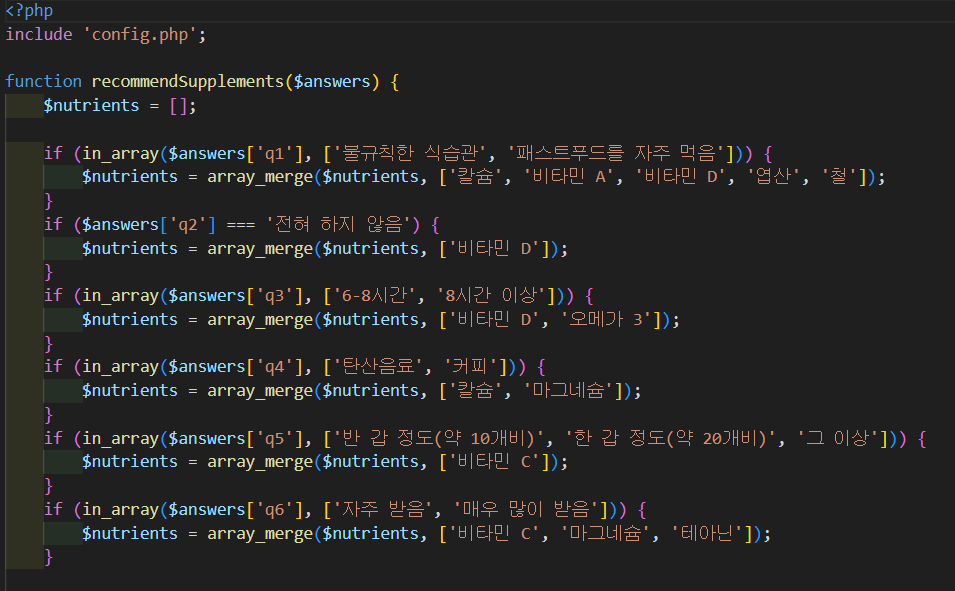 <?php
include 'config.php';
function recommendSupplements($answers) {
$nutrients = [];
if (in_array($answers['q1'], ['불규칙한 식습관', '패스트푸드를 자주 먹음'])) {
$nutrients = array_merge($nutrients, ['칼슘', '비타민 A', '비타민 D', '엽산', '철']);
}
if ($answers['q2'] === '전혀 하지 않음') {
$nutrients = array_merge($nutrients, ['비타민 D']);
}
if (in_array($answers['q3'], ['6-8시간', '8시간 이상'])) {
$nutrients = array_merge($nutrients, ['비타민 D', '오메가 3']);
}
if (in_array($answers['q4'], ['탄산음료', '커피'])) {
$nutrients = array_merge($nutrients, ['칼슘', '마그네슘']);
}
if (in_array($answers['q5'], ['반 갑 정도(약 10개비)', '한 갑 정도(약 20개비)', '그 이상'])) {
$nutrients = array_merge($nutrients, ['비타민 C']);
}
if (in_array($answers['q6'], ['자주 받음', '매우 많이 받음'])) {
$nutrients = array_merge($nutrients, ['비타민 C', '마그네슘', '테아닌']);
}